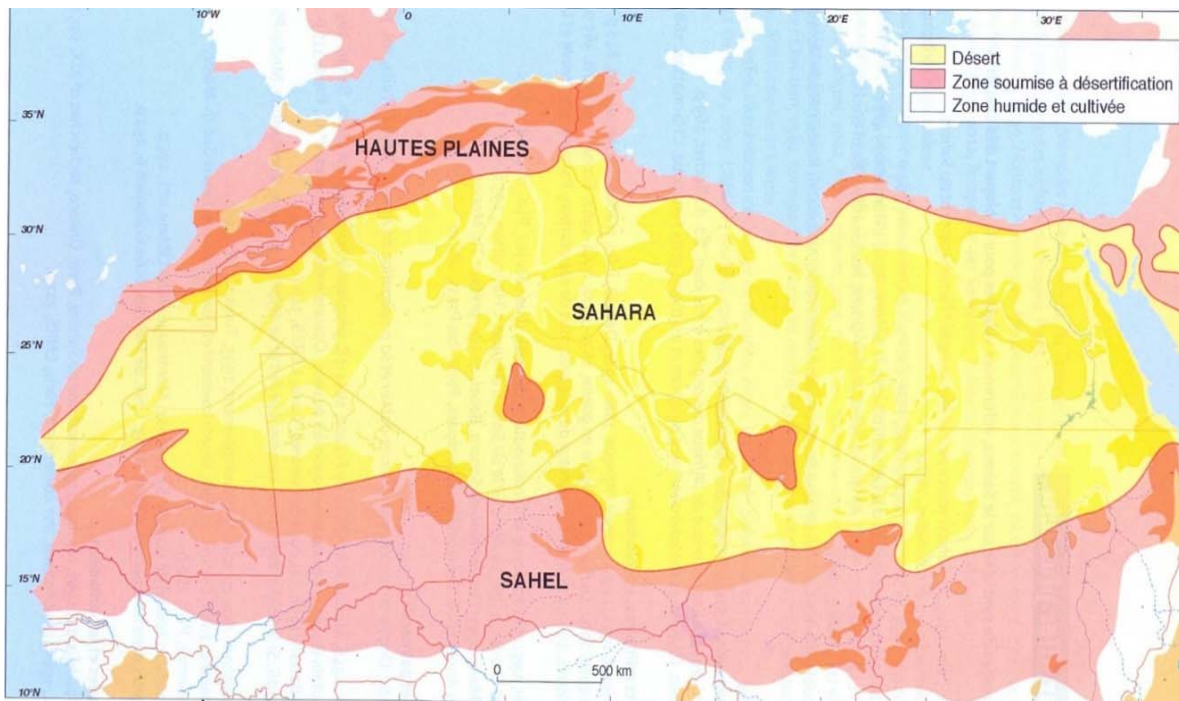 10°W 0 10°E 20°E 30°E
Désert
Zone soumise à désertification
Zone humide et cultivée
35°N
HAUTES PLAINES
30°N
SAHARA
25°N
20°N
15°N
SAHEL
0 500 km
10°N